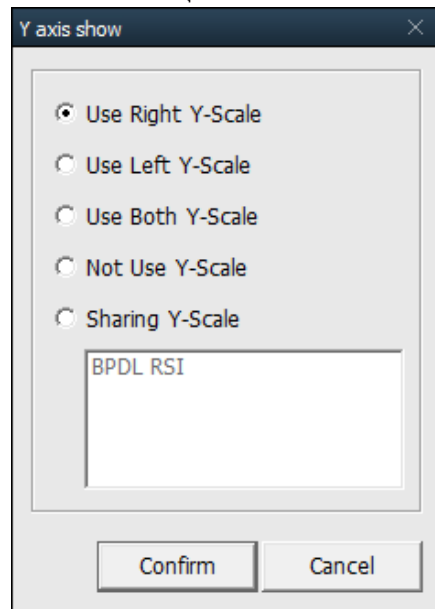 Y axis show
Use Right Y-Scale
Use Left Y-Scale
Use Both Y-Scale
Not Use Y-Scale
Sharing Y-Scale
BPDL RSI
Confirm
Cancel